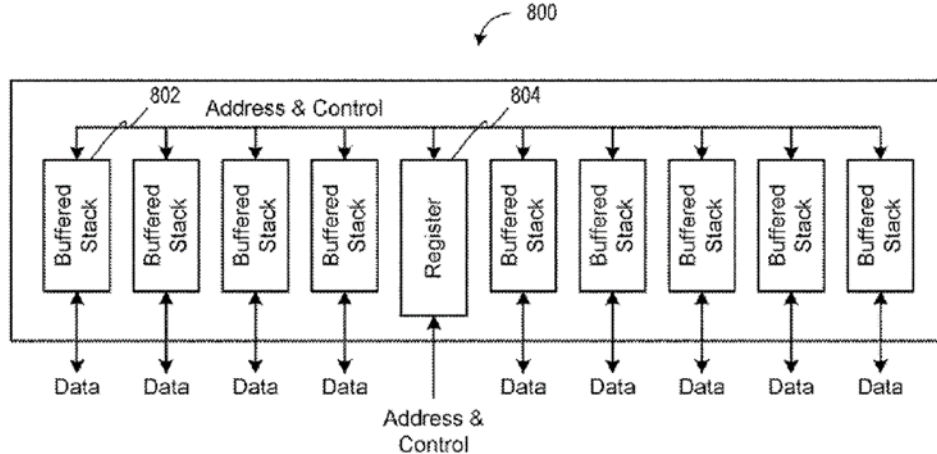 800
802
804
Address & Control
Buffered
Stack
Buffered
Stack
Buffered
Stack
Buffered
Stack
Register
Buffered
Stack
Buffered
Stack
Buffered
Stack
Buffered
Stack
Buffered
Stack
Data
Data
Data
Data
Data
Data
Data
Data
Data
Address &
Control